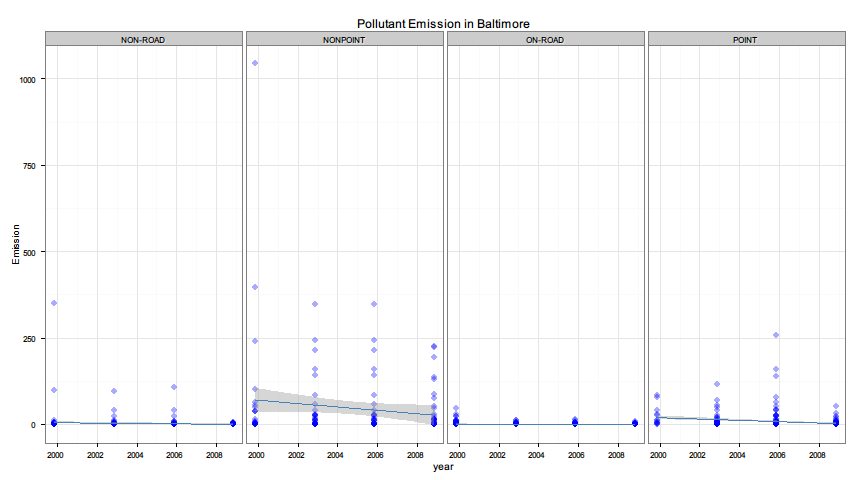 Pollutant Emission in Baltimore
NON-ROAD NONPOINT ON-ROAD POINT
1000
750
500
250
0
Emission
2000 2002 2004 2006 2008 2000 2002 2004 2006 2008 2000 2002 2004 2006 2008 2000 2002 2004 2006 2008
year